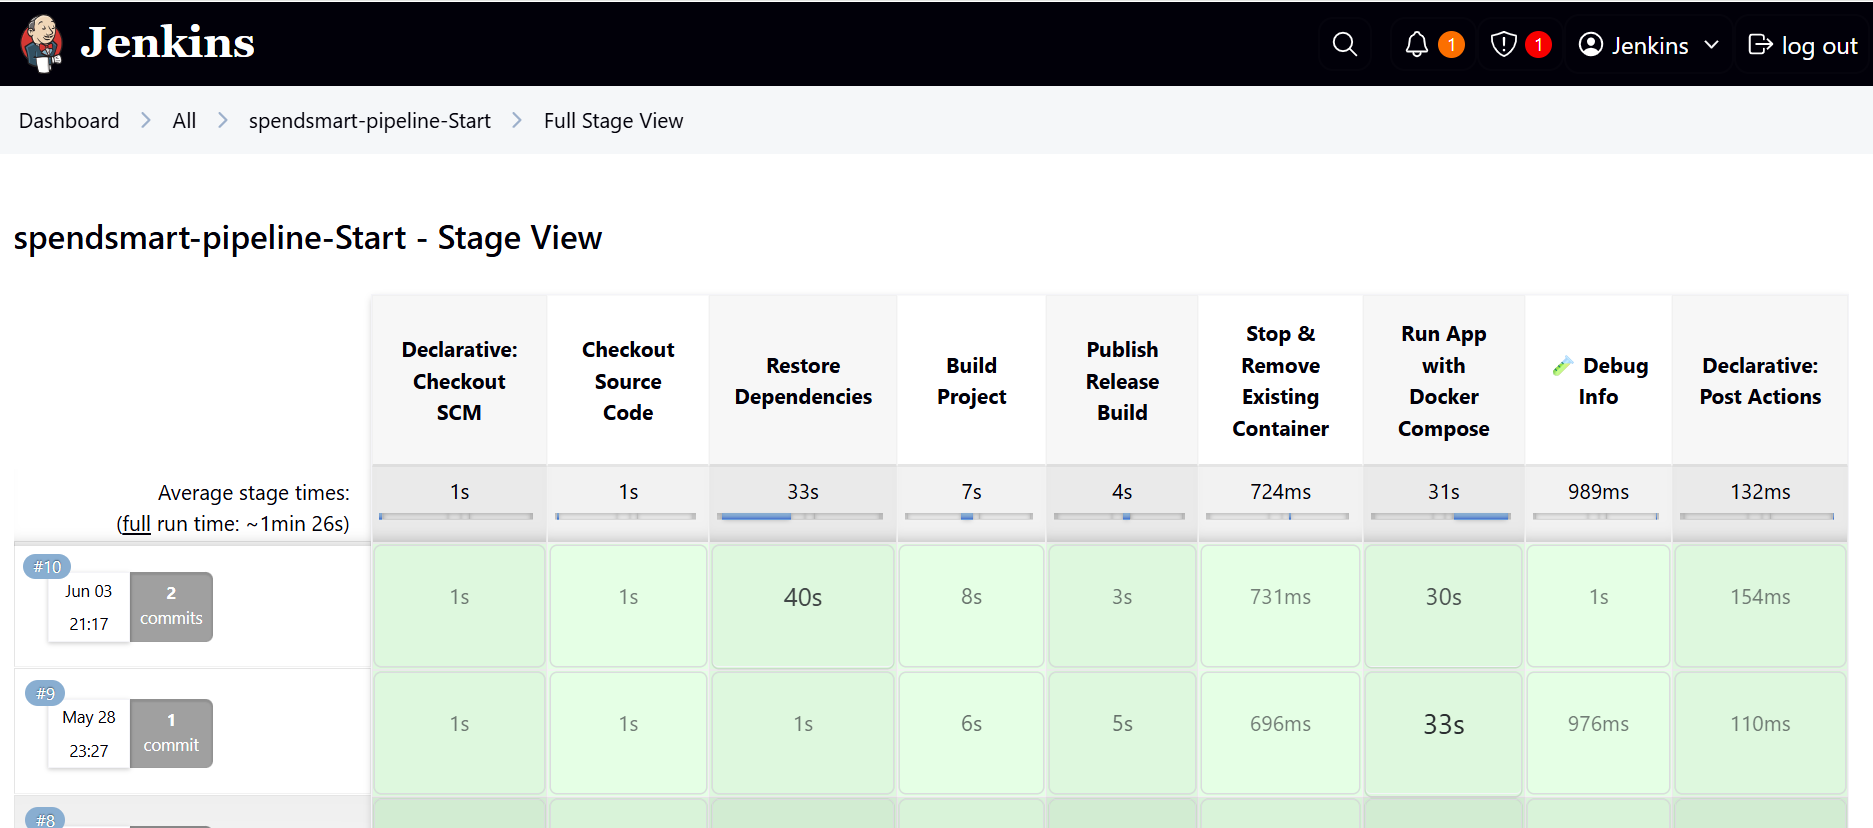 Jenkins
1
1
Jenkins
log out
Dashboard
All
spendsmart-pipeline-Start
Full Stage View
spendsmart-pipeline-Start - Stage View
Declarative:
Checkout
SCM
Checkout
Source
Code
Restore
Dependencies
Build
Project
Publish
Release
Build
Stop &
Remove
Existing
Container
Run App
with
Docker
Compose
🧪 Debug
Info
Declarative:
Post Actions
Average stage times:
(full run time: ~1min 26s)
1s
1s
33s
7s
4s
724ms
31s
989ms
132ms
#10
Jun 03
21:17
2
commits
1s
1s
40s
8s
3s
731ms
30s
1s
154ms
#9
May 28
23:27
1
commit
1s
1s
1s
6s
5s
696ms
33s
976ms
110ms
#8